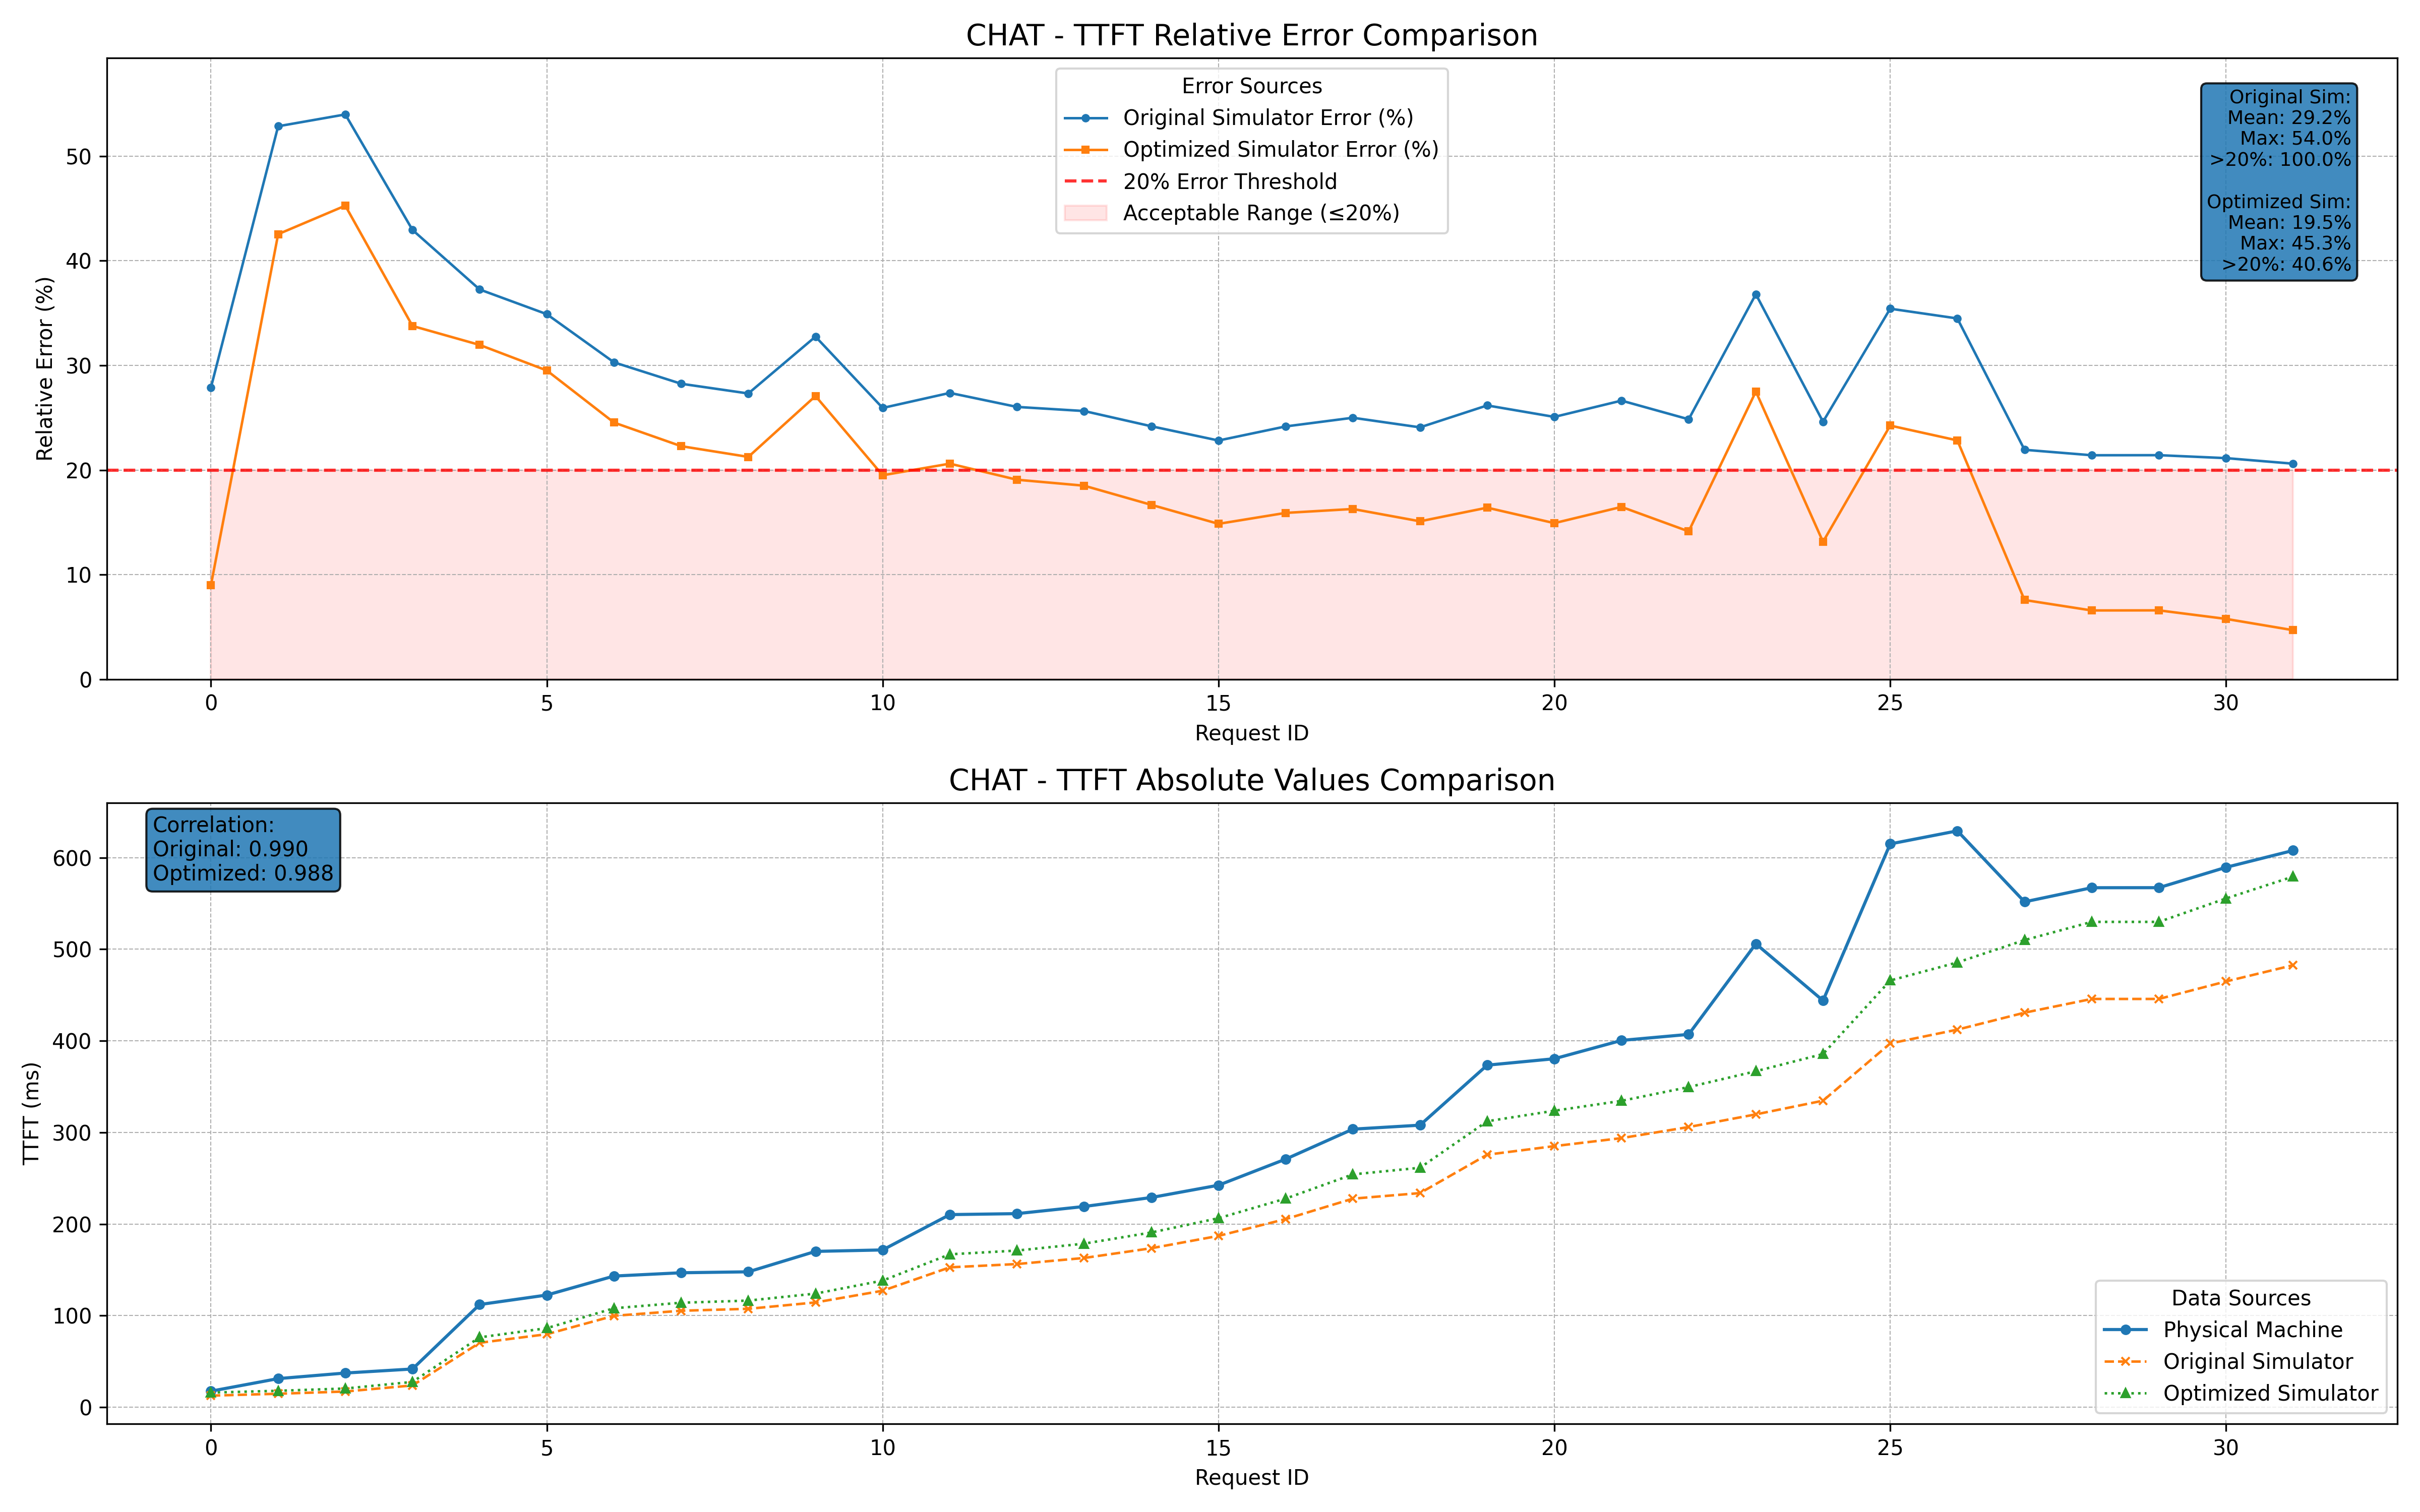 CHAT - TTFT Relative Error Comparison
Relative Error (%)
50
40
30
20
10
0
Error Sources
Original Simulator Error (%)
Optimized Simulator Error (%)
20% Error Threshold
Acceptable Range (≤20%)
Original Sim:
Mean: 29.2%
Max: 54.0%
>20%: 100.0%
Optimized Sim:
Mean: 19.5%
Max: 45.3%
>20%: 40.6%
0 5 10 15 20 25 30
Request ID
CHAT - TTFT Absolute Values Comparison
TTFT (ms)
600
500
400
300
200
100
0
Correlation:
Original: 0.990
Optimized: 0.988
Data Sources
Physical Machine
Original Simulator
Optimized Simulator
0 5 10 15 20 25 30
Request ID